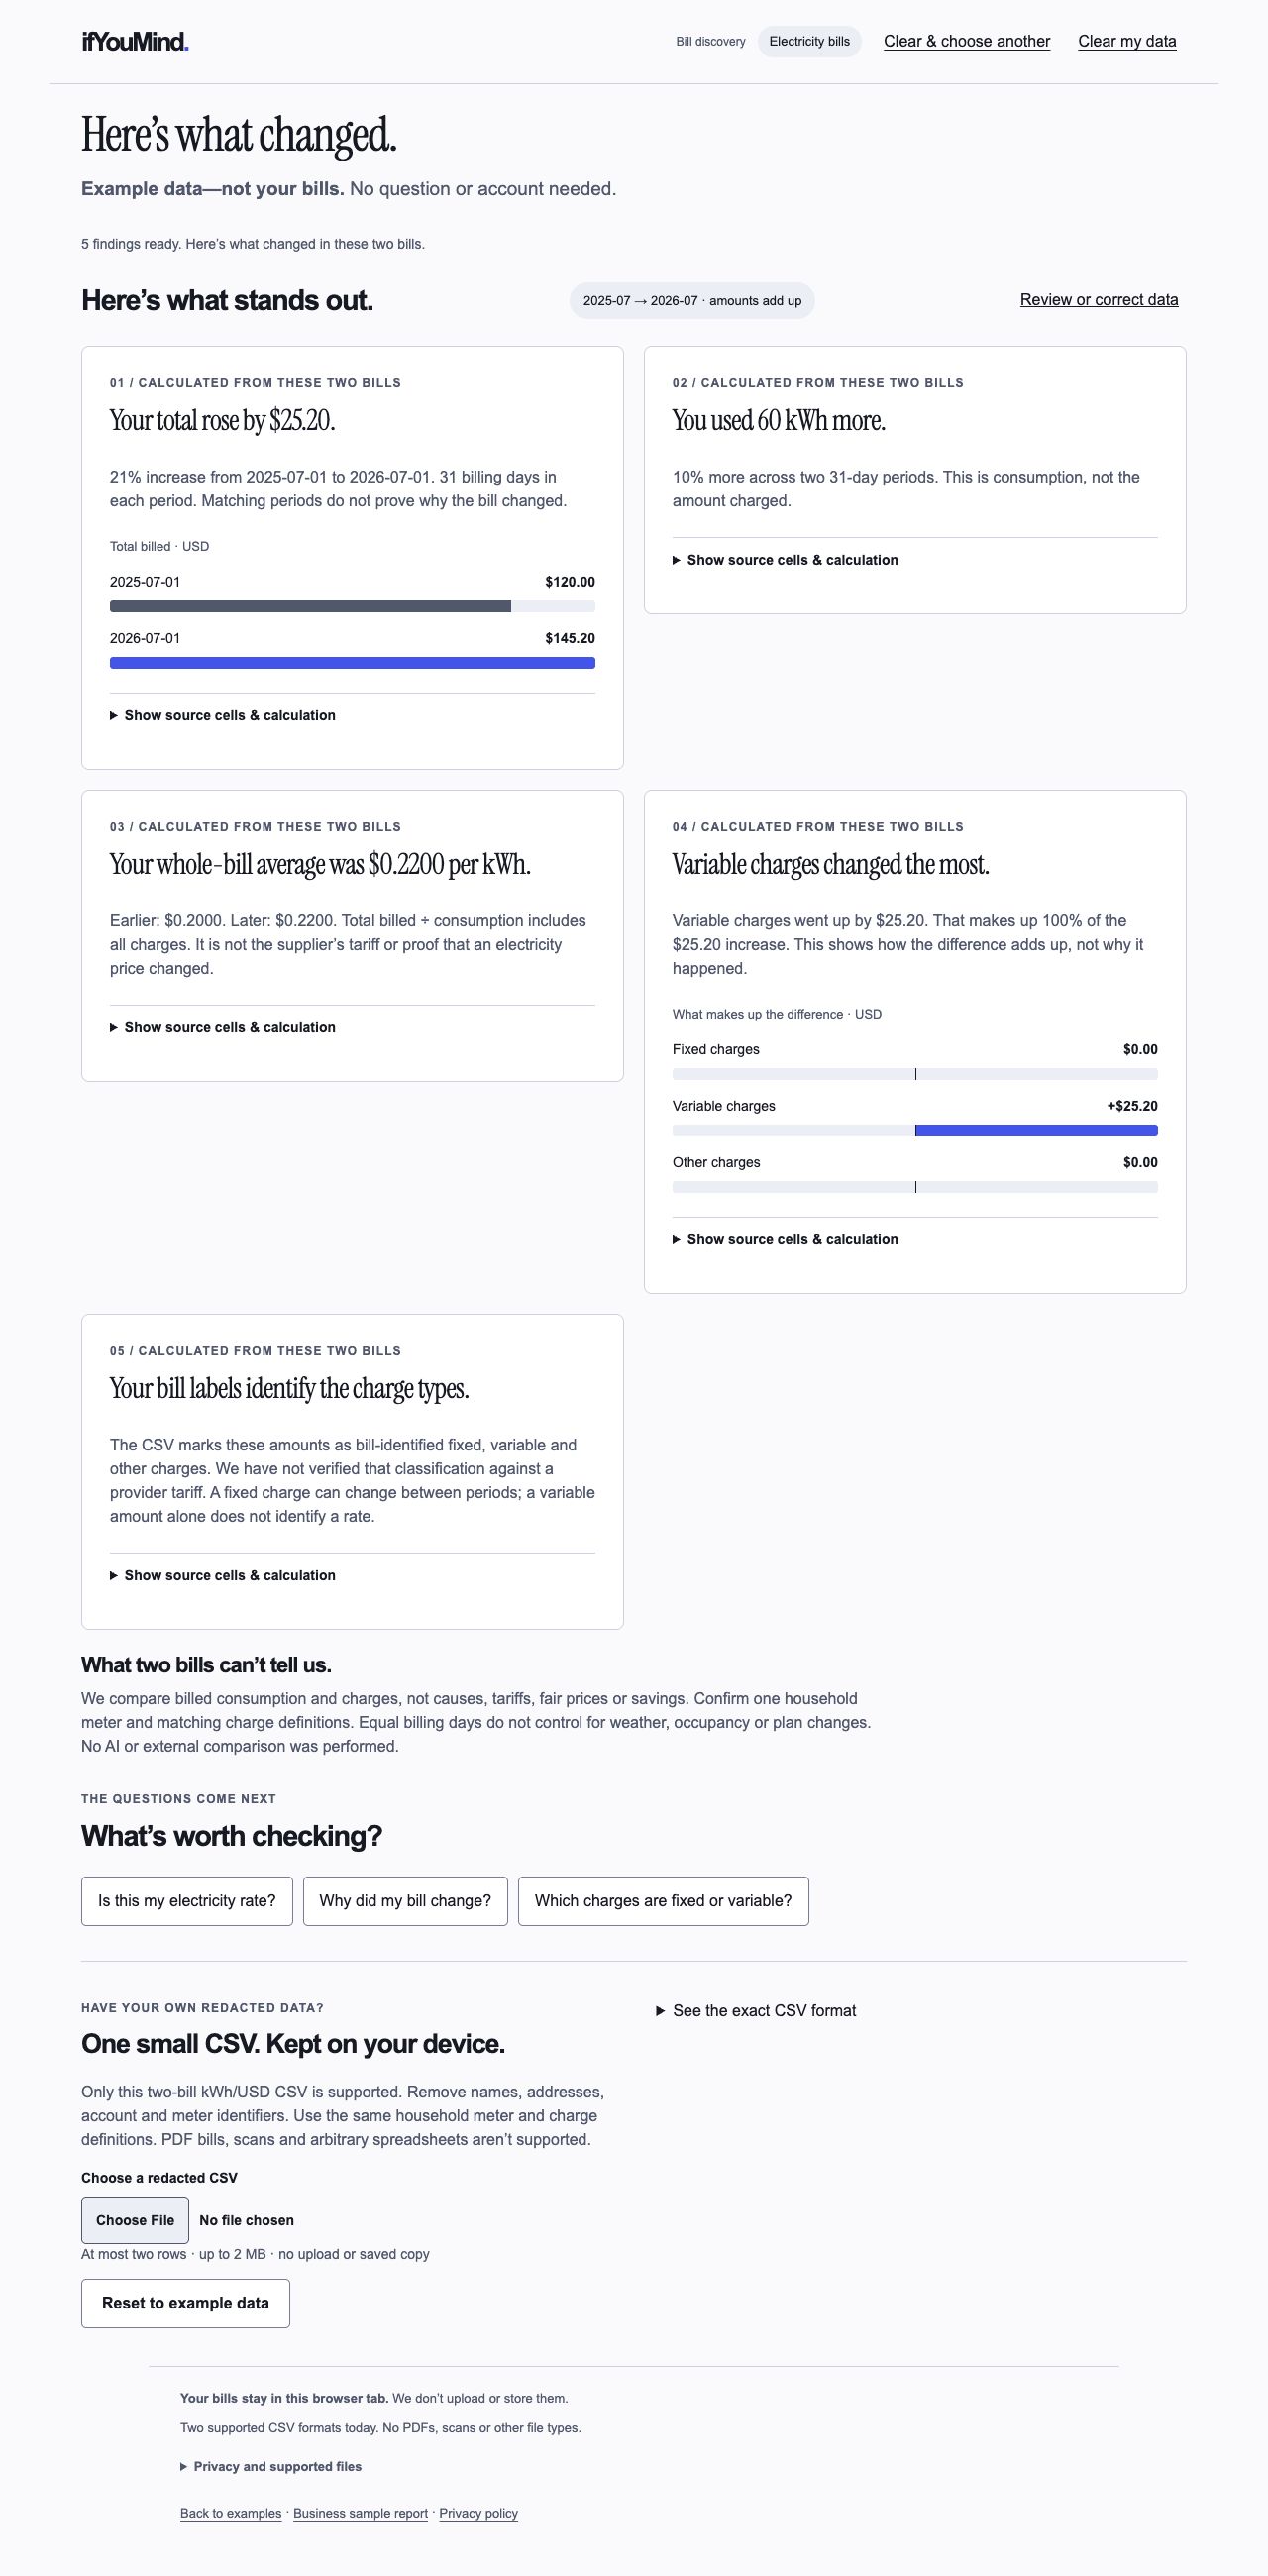 ifYouMind.
Bill discovery
Electricity bills
Clear & choose another
Clear my data
Here’s what changed.
Example data—not your bills. No question or account needed.
5 findings ready. Here’s what changed in these two bills.
Here’s what stands out.
2025-07 → 2026-07 · amounts add up
Review or correct data
01 / CALCULATED FROM THESE TWO BILLS
Your total rose by $25.20.
21% increase from 2025-07-01 to 2026-07-01. 31 billing days in
each period. Matching periods do not prove why the bill changed.
Total billed · USD
2025-07-01 $120.00
2026-07-01 $145.20
▶ Show source cells & calculation
02 / CALCULATED FROM THESE TWO BILLS
You used 60 kWh more.
10% more across two 31-day periods. This is consumption, not the
amount charged.
▶ Show source cells & calculation
03 / CALCULATED FROM THESE TWO BILLS
Your whole-bill average was $0.2200 per kWh.
Earlier: $0.2000. Later: $0.2200. Total billed ÷ consumption includes
all charges. It is not the supplier’s tariff or proof that an electricity
price changed.
▶ Show source cells & calculation
04 / CALCULATED FROM THESE TWO BILLS
Variable charges changed the most.
Variable charges went up by $25.20. That makes up 100% of the
$25.20 increase. This shows how the difference adds up, not why it
happened.
What makes up the difference · USD
Fixed charges $0.00
Variable charges +$25.20
Other charges $0.00
▶ Show source cells & calculation
05 / CALCULATED FROM THESE TWO BILLS
Your bill labels identify the charge types.
The CSV marks these amounts as bill-identified fixed, variable and
other charges. We have not verified that classification against a
provider tariff. A fixed charge can change between periods; a variable
amount alone does not identify a rate.
▶ Show source cells & calculation
What two bills can’t tell us.
We compare billed consumption and charges, not causes, tariffs, fair prices or savings. Confirm one household
meter and matching charge definitions. Equal billing days do not control for weather, occupancy or plan changes.
No AI or external comparison was performed.
THE QUESTIONS COME NEXT
What’s worth checking?
Is this my electricity rate?
Why did my bill change?
Which charges are fixed or variable?
HAVE YOUR OWN REDACTED DATA?
One small CSV. Kept on your device.
Only this two-bill kWh/USD CSV is supported. Remove names, addresses,
account and meter identifiers. Use the same household meter and charge
definitions. PDF bills, scans and arbitrary spreadsheets aren’t supported.
Choose a redacted CSV
Choose File No file chosen
At most two rows · up to 2 MB · no upload or saved copy
Reset to example data
▶ See the exact CSV format
Your bills stay in this browser tab. We don’t upload or store them.
Two supported CSV formats today. No PDFs, scans or other file types.
▶ Privacy and supported files
Back to examples · Business sample report · Privacy policy